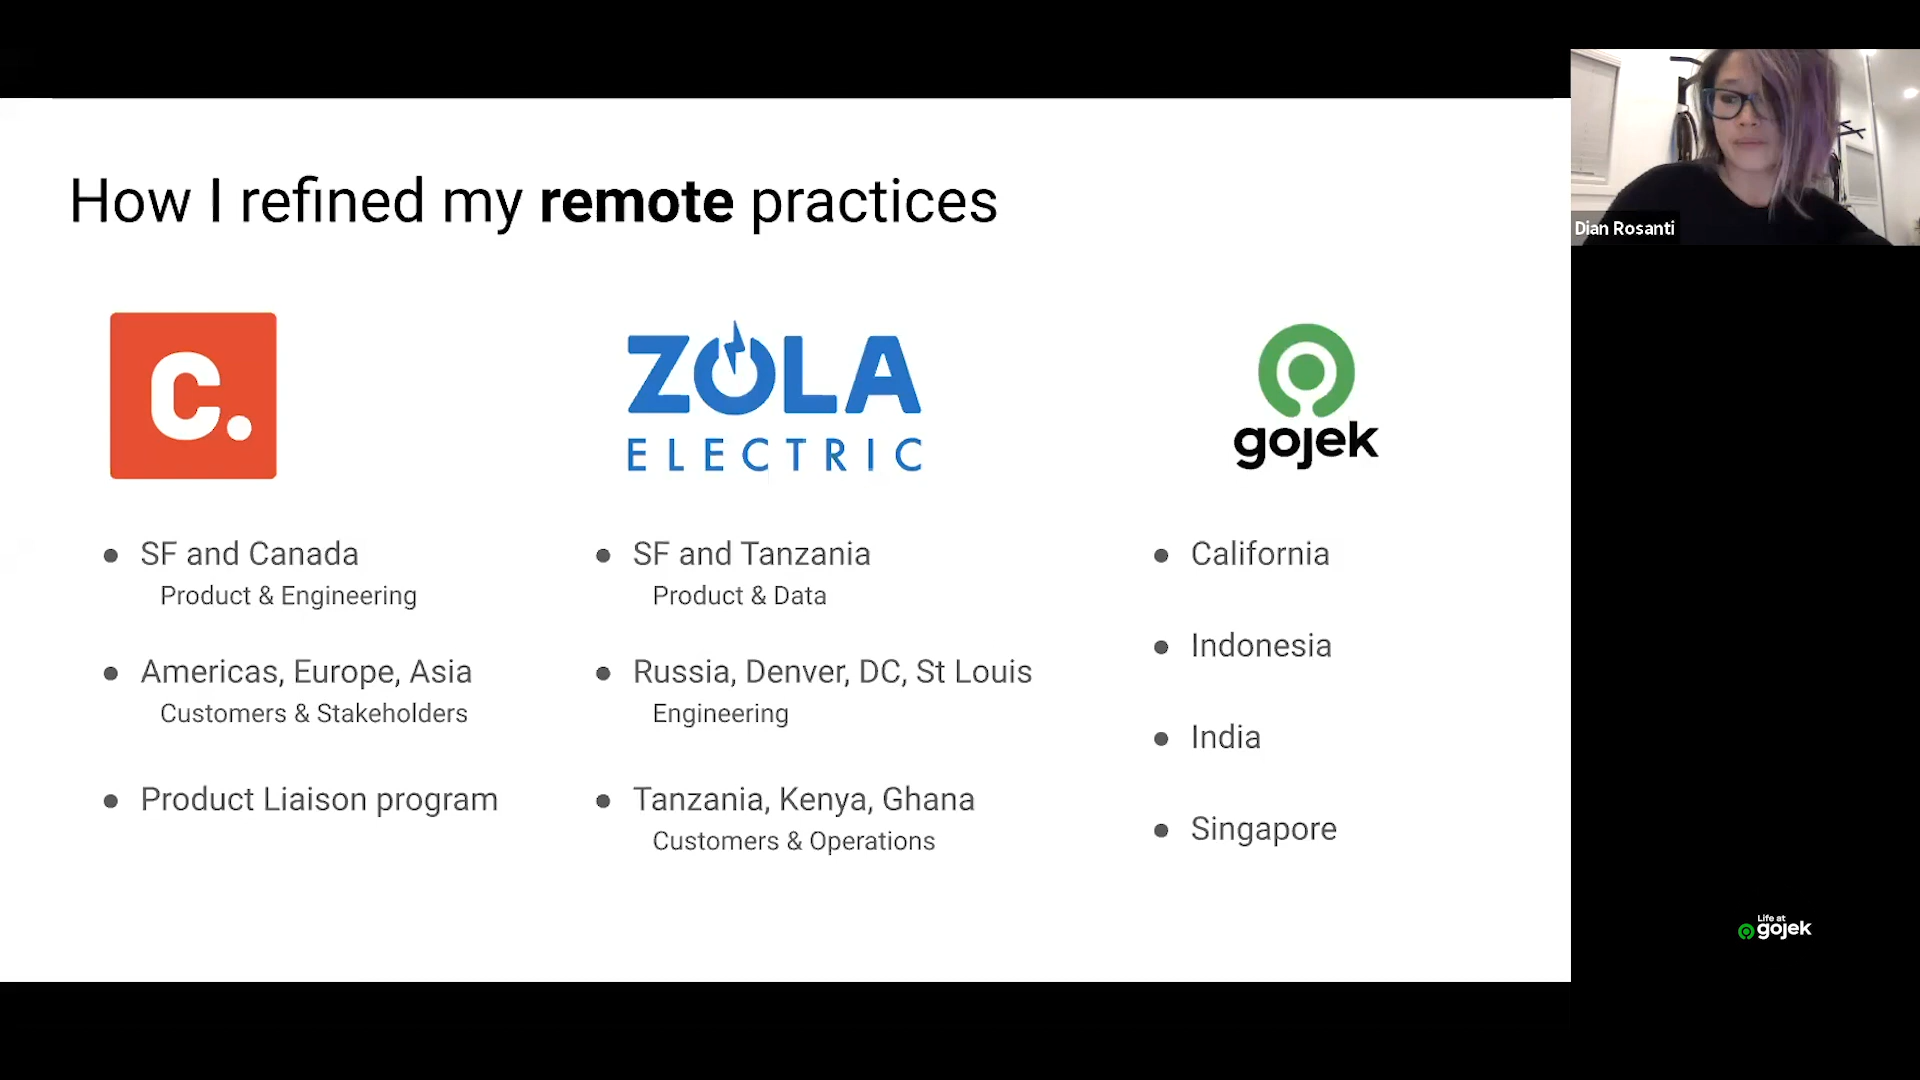 How I refined my remote practices
Dian Rosanti
C.
ZOLA
ELECTRIC
gojek
● SF and Canada
Product & Engineering
● Americas, Europe, Asia
Customers & Stakeholders
● Product Liaison program
● SF and Tanzania
Product & Data
● Russia, Denver, DC, St Louis
Engineering
● Tanzania, Kenya, Ghana
Customers & Operations
● California
● Indonesia
● India
● Singapore
Life at
gojek